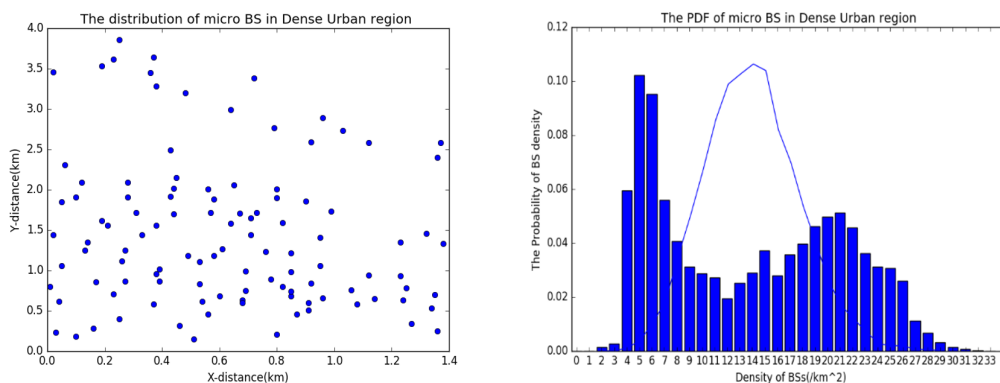 The distribution of micro BS in Dense Urban region
4.0
3.5
3.0
2.5
2.0
1.5
1.0
0.5
0.0
Y-distance(km)
0.0 0.2 0.4 0.6 0.8 1.0 1.2 1.4
X-distance(km)
The PDF of micro BS in Dense Urban region
0.12
0.10
0.08
0.06
0.04
0.02
0.00
The Probability of BS density
0 1 2 3 4 5 6 7 8 9 10 11 12 13 14 15 16 17 18 19 20 21 22 23 24 25 26 27 28 29 30 31 32 33
Density of BSs(/km^2)